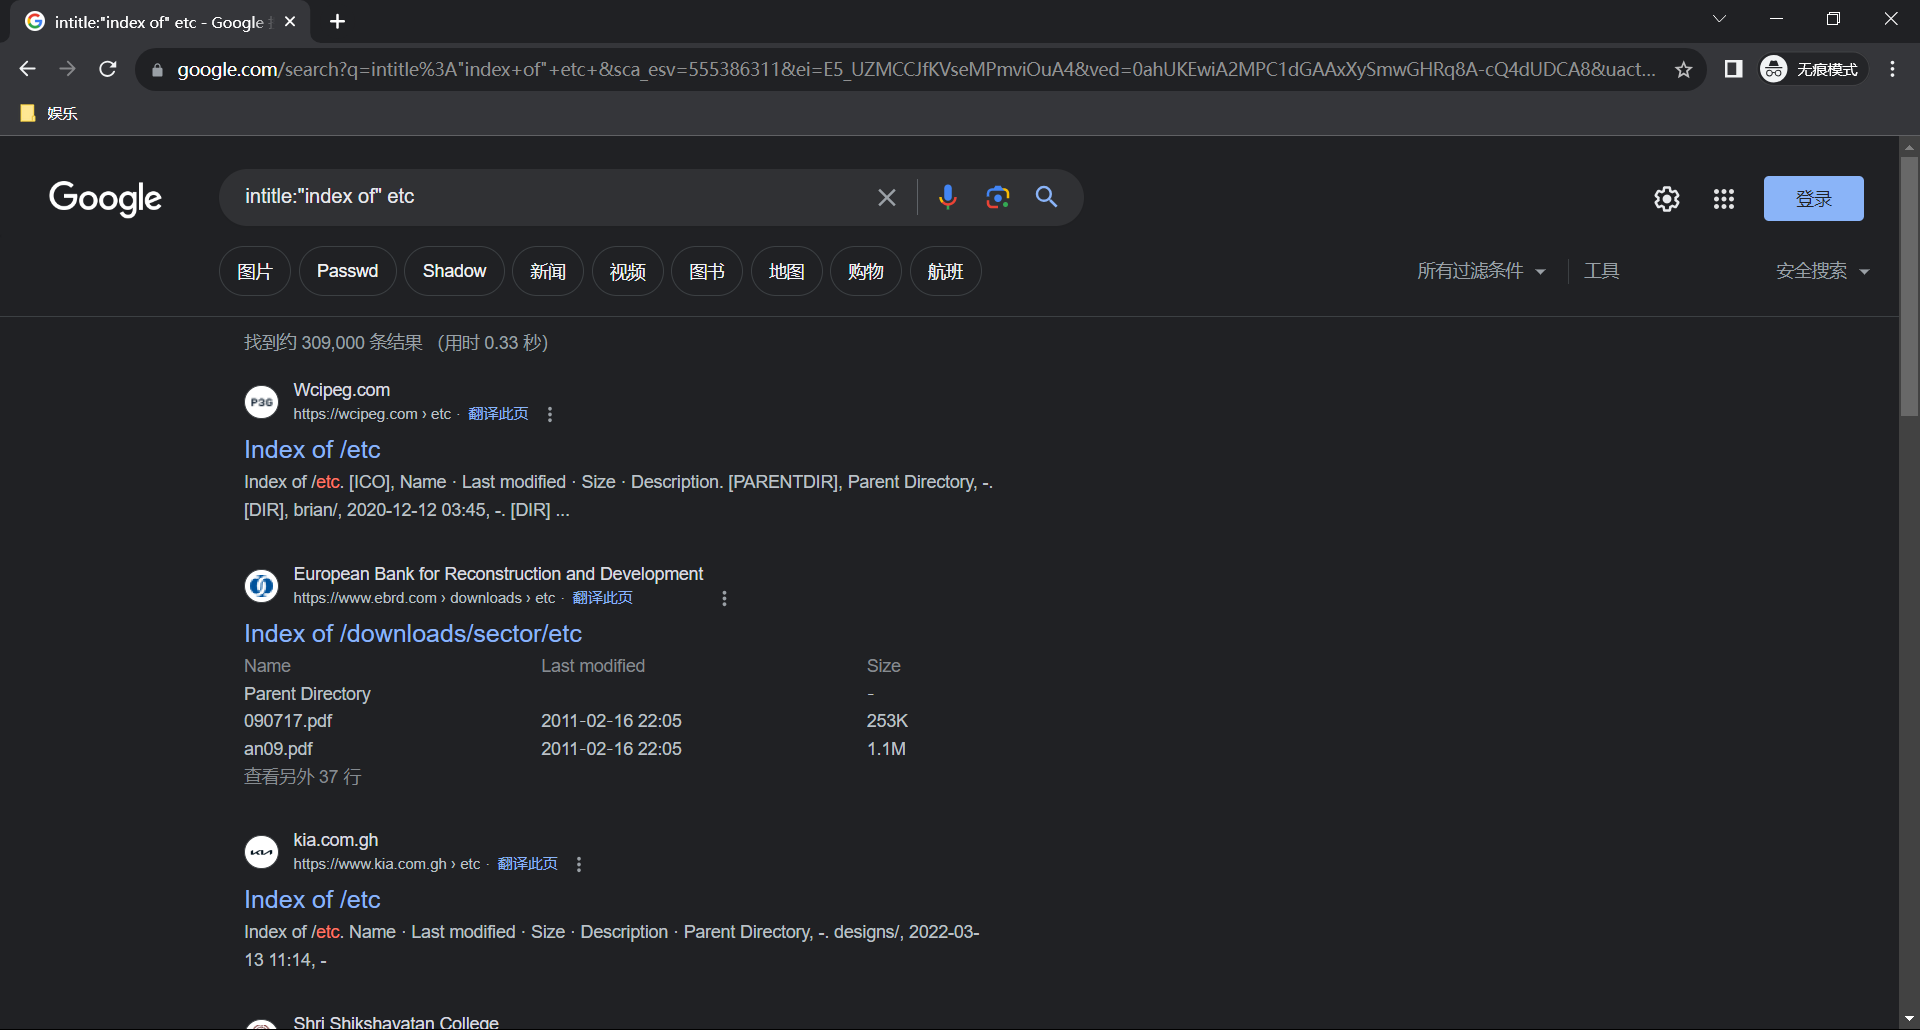 intitle:"index of" etc - Google
google.com/search?q=intitle%3A"index+of"+etc+&sca_esv=555386311&ei=E5_UZMCCJfKVseMPmviOuA4&ved=0ahUKEwiA2MPC1dGAAxXySmwGHRq8A-cQ4dUDCA8&uact...
无痕模式
娱乐
Google
intitle:"index of" etc
登录
图片
Passwd
Shadow
新闻
视频
图书
地图
购物
航班
所有过滤条件
工具
安全搜索
找到约 309,000 条结果 (用时 0.33 秒)
P3G
Wcipeg.com
https://wcipeg.com › etc · 翻译此页
Index of /etc
Index of /etc. [ICO], Name · Last modified · Size · Description. [PARENTDIR], Parent Directory, -.
[DIR], brian/, 2020-12-12 03:45, -. [DIR] ...
European Bank for Reconstruction and Development
https://www.ebrd.com › downloads › etc · 翻译此页
Index of /downloads/sector/etc
Name Last modified Size
Parent Directory -
090717.pdf 2011-02-16 22:05 253K
an09.pdf 2011-02-16 22:05 1.1M
查看另外 37 行
KIA
kia.com.gh
https://www.kia.com.gh › etc · 翻译此页
Index of /etc
Index of /etc. Name · Last modified · Size · Description · Parent Directory, -. designs/, 2022-03-
13 11:14, -
Shri Shikshayatan College